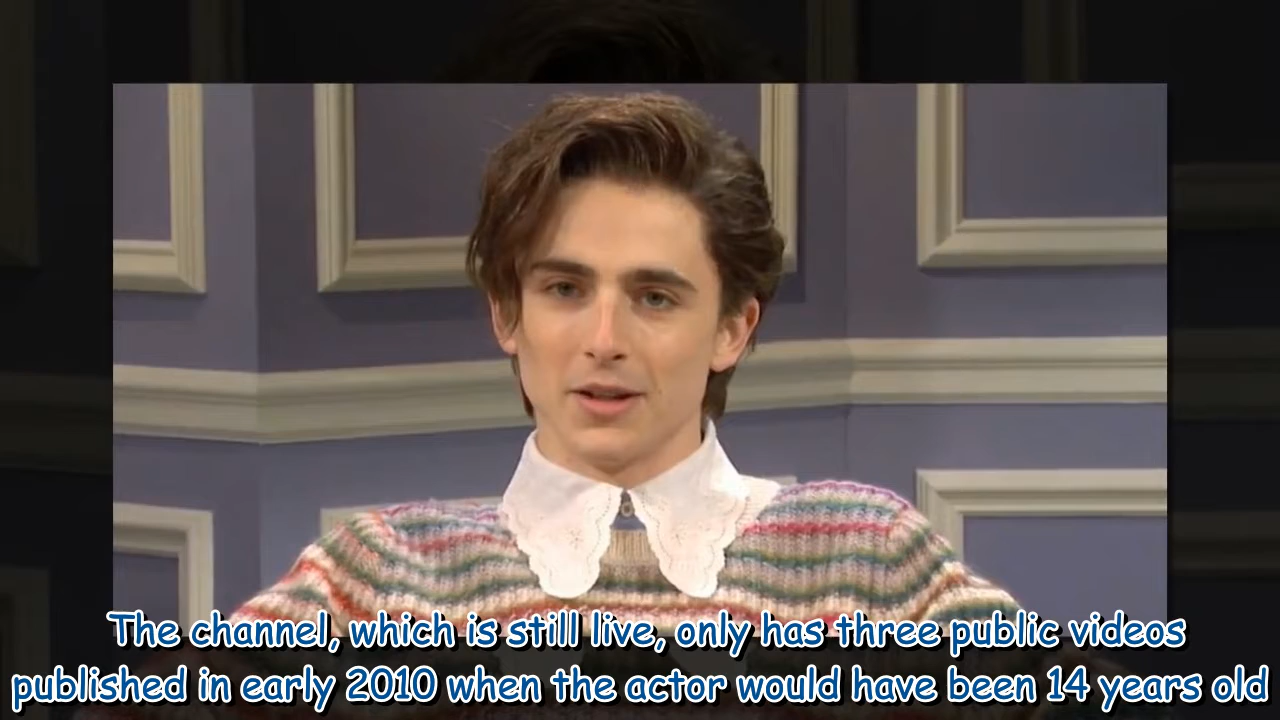 The channel, which is still live, only has three public videos
published in early 2010 when the actor would have been 14 years old